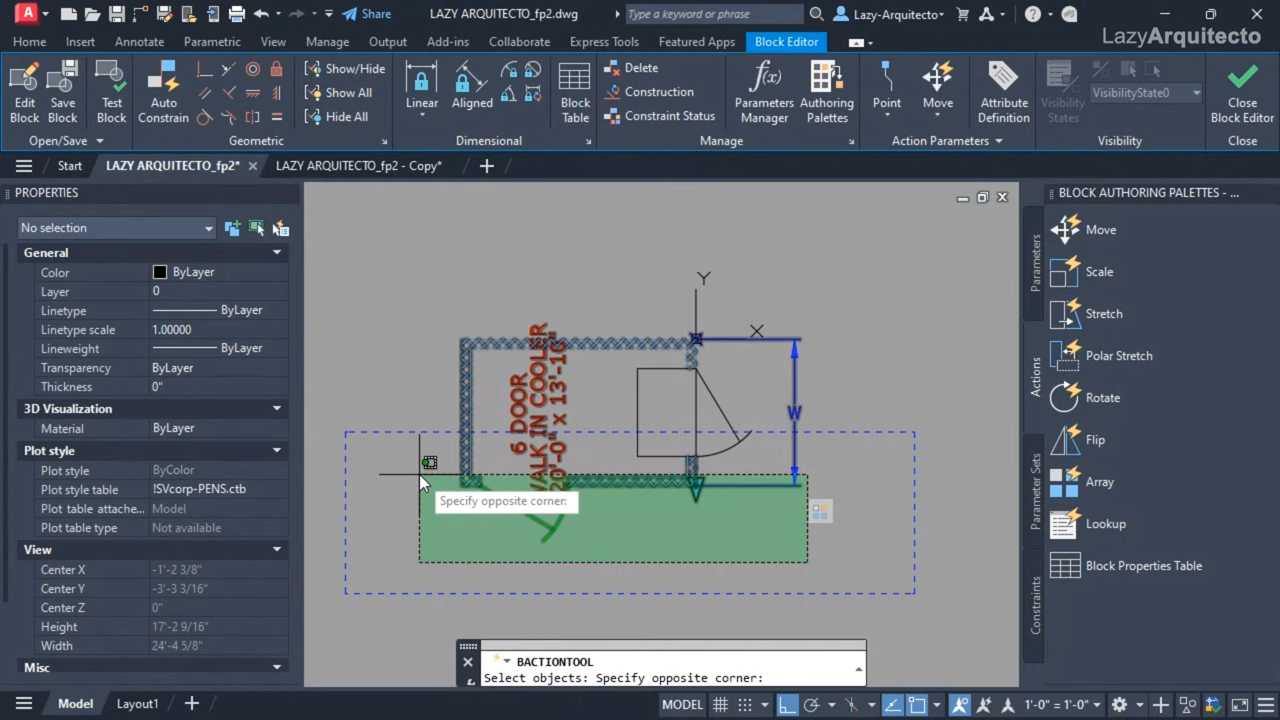 Share
LAZY ARQUITECTO_fp2.dwg
Type a keyword or phrase
Lazy-Arquitecto
LazyArquitecto
Home Insert Annotate Parametric View Manage Output Add-ins Collaborate Express Tools Featured Apps Block Editor
Edit Block
Save Block
Test Block
Auto Constrain
Show/Hide
Show All
Hide All
Linear
Aligned
Block Table
Delete
Construction
Constraint Status
Parameters Manager
Authoring Palettes
Point
Move
Attribute Definition
Visibility States
VisibilityState0
Close Block Editor
Open/Save Geometric Dimensional Manage Action Parameters Visibility Close
Start LAZY ARQUITECTO_fp2* LAZY ARQUITECTO_fp2 - Copy*
PROPERTIES
No selection
General
Color ByLayer
Layer 0
Linetype ByLayer
Linetype scale 1.00000
Lineweight ByLayer
Transparency ByLayer
Thickness 0"
3D Visualization
Material ByLayer
Plot style
Plot style ByColor
Plot style table !SVcorp-PENS.ctb
Plot table attache... Model
Plot table type Not available
View
Center X -1'-2 3/8"
Center Y -3'-3 3/16"
Center Z 0"
Height 17'-2 9/16"
Width 24'-4 5/8"
Misc
Y
X
W
6 DOOR
WALK IN COOLER
20'-0" x 13'-10"
Specify opposite corner:
BACTIONTOOL
Select objects: Specify opposite corner:
BLOCK AUTHORING PALETTES - ...
Parameters
Actions
Parameter Sets
Constraints
Move
Scale
Stretch
Polar Stretch
Rotate
Flip
Array
Lookup
Block Properties Table
Model Layout1
MODEL
1'-0" = 1'-0"